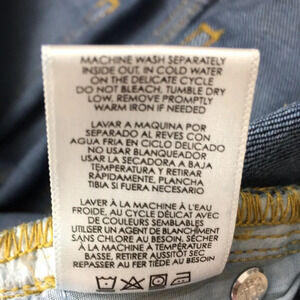 MACHINE WASH SEPARATELY
INSIDE OUT, IN COLD WATER
ON THE DELICATE CYCLE
DO NOT BLEACH, TUMBLE DRY
LOW, REMOVE PROMPTLY
WARM IRON IF NEEDED
LAVAR A MAQUINA POR
SEPARADO AL REVES CON
AGUA FRIA EN CICLO DELICADO
NO USAR BLANQUEADOR
USAR LA SECADORA A BAJA
TEMPERATURA Y RETIRAR
RAPIDAMENTE, PLANCHA
TIBIA SI FUERA NECESARIO
LAVER À LA MACHINE À L'EAU
FROIDE, AU CYCLE DÉLICAT AVEC
DE COULEURS SEMBLABLES
UTILISER UN AGENT DE BLANCHIMENT
SANS CHLORE AU BESOIN, SÉCHER
À LA MACHINE À TEMPÉRATURE
BASSE, RETIRER AUSSITÔT SEC
REPASSER AU FER TIÈDE AU BESOIN